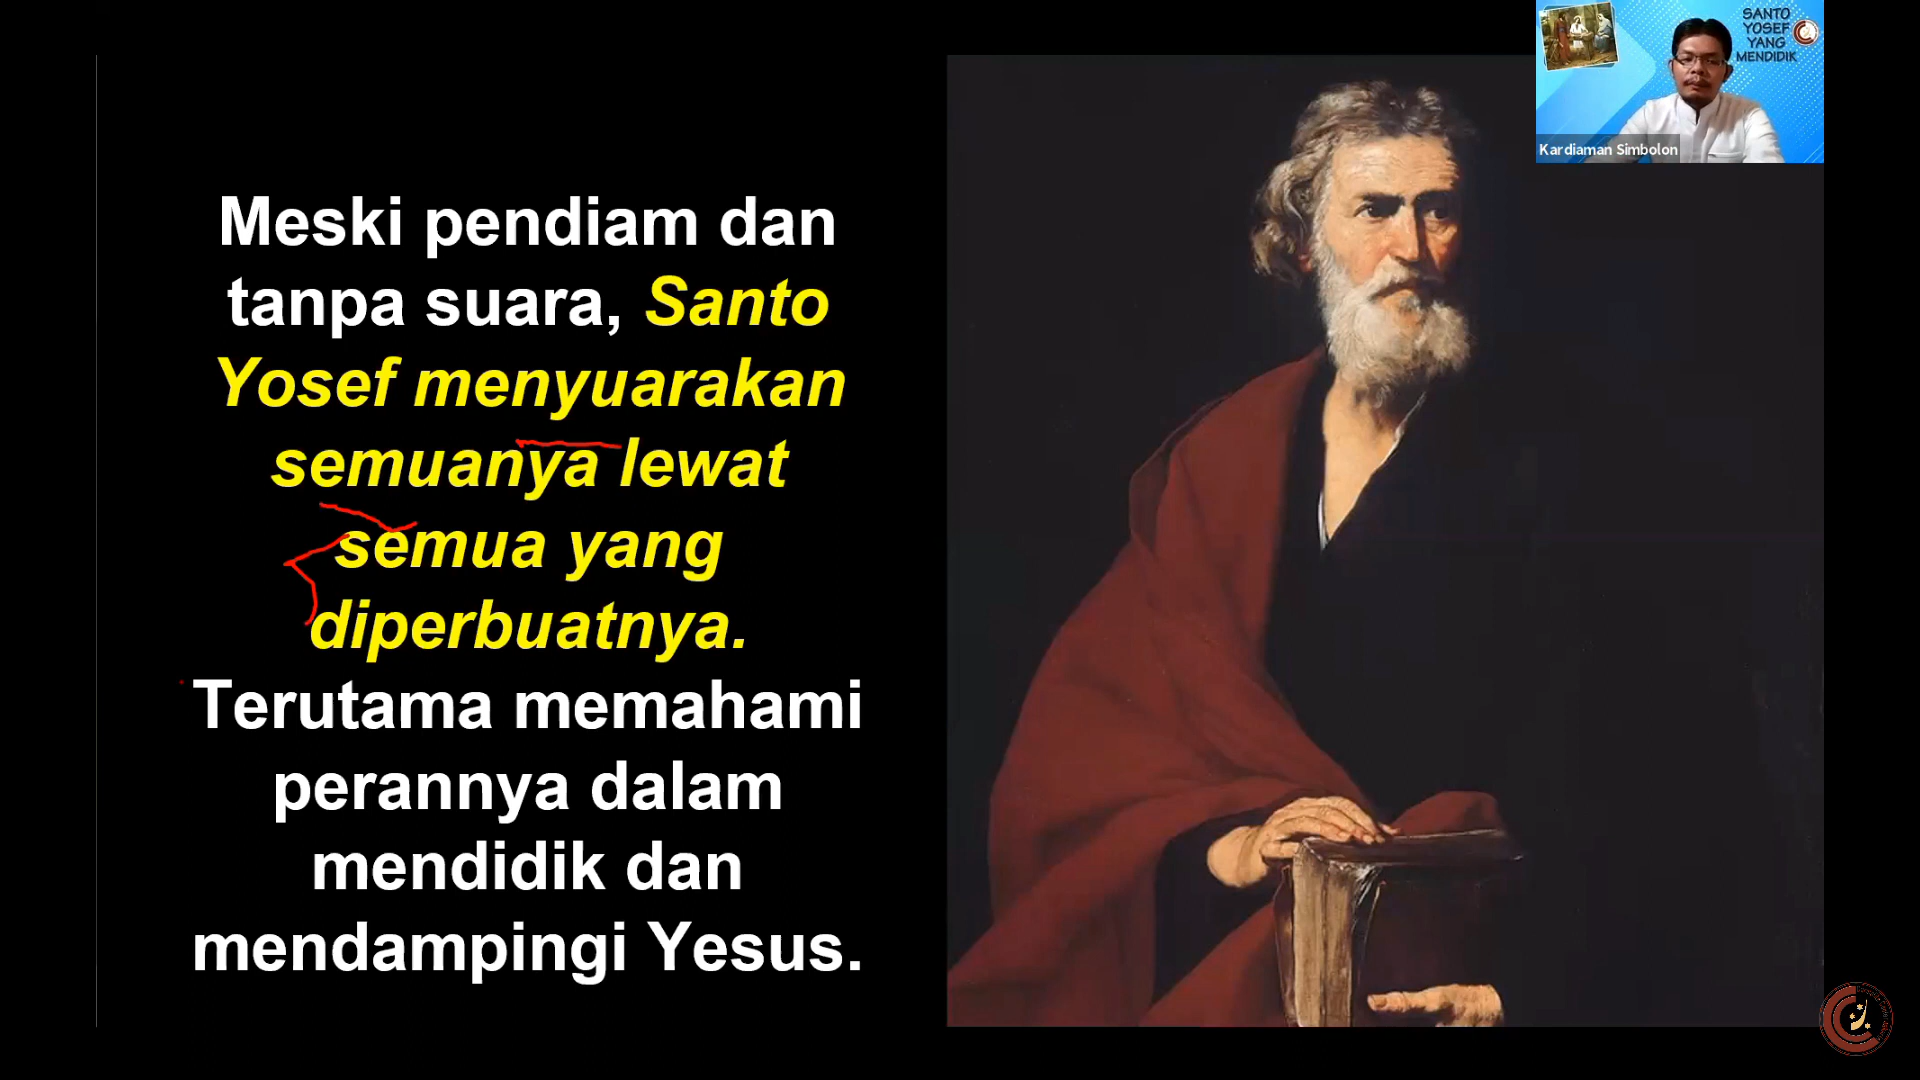 SANTO
YOSEF
YANG
MENDIDIK
Kardiaman Simbolon
Meski pendiam dan
tanpa suara, Santo
Yosef menyuarakan
semuanya lewat
semua yang
diperbuatnya.
Terutama memahami
perannya dalam
mendidik dan
mendampingi Yesus.